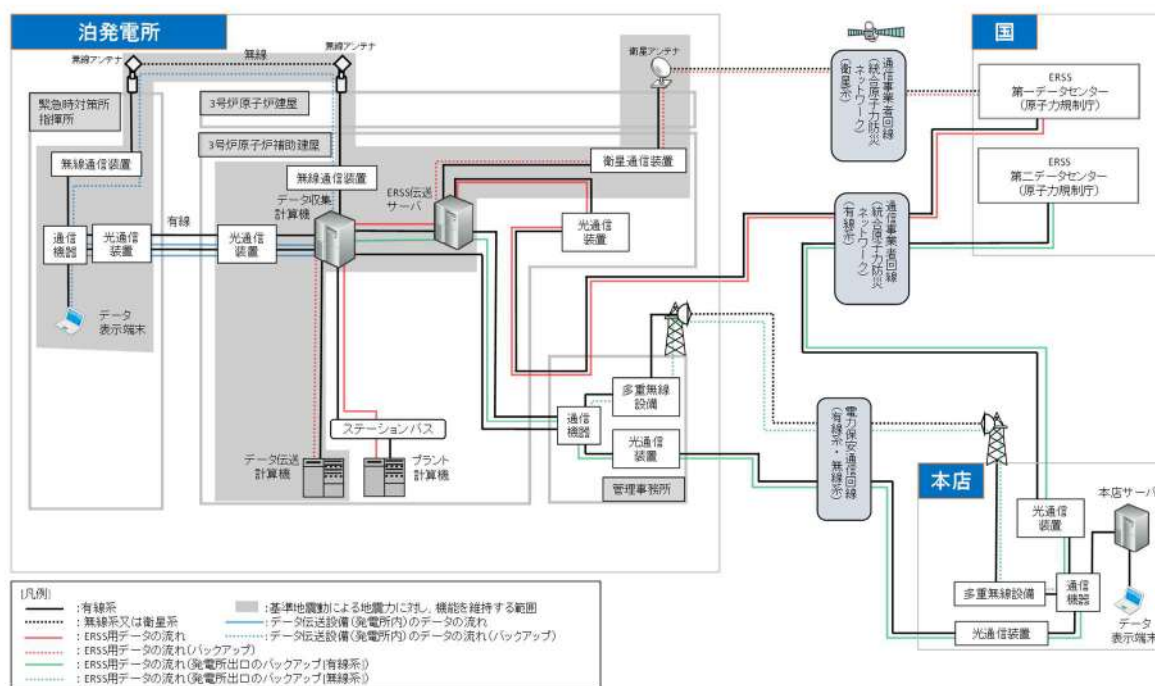 泊発電所
無線アンテナ
無線
無線アンテナ
衛星アンテナ
緊急時対策所
指揮所
3号炉原子炉建屋
3号炉原子炉補助建屋
無線通信装置
無線通信装置
衛星通信装置
データ収集
計算機
ERSS伝送
サーバ
有線
通信
機器
光通信
装置
光通信
装置
光通信
装置
データ
表示端末
ステーションバス
データ伝送
計算機
プラント
計算機
多重無線
設備
通信
機器
光通信
装置
管理事務所
通信事業者回線
(統合原子力防災
ネットワーク)
(衛星系)
通信事業者回線
(統合原子力防災
ネットワーク)
(有線系)
電力保安通信回線
(有線系・無線系)
国
ERSS
第一データセンター
(原子力規制庁)
ERSS
第二データセンター
(原子力規制庁)
本店
本店サーバ
光通信
装置
多重無線設備
通信
機器
光通信装置
データ
表示端末
[凡例]
:有線系
:無線系又は衛星系
:ERSS用データの流れ
:ERSS用データの流れ(バックアップ)
:ERSS用データの流れ(発電所出口のバックアップ[有線系])
:ERSS用データの流れ(発電所出口のバックアップ[無線系])
:基準地震動による地震力に対し，機能を維持する範囲
:データ伝送設備(発電所内)のデータの流れ
:データ伝送設備(発電所内)のデータの流れ(バックアップ)